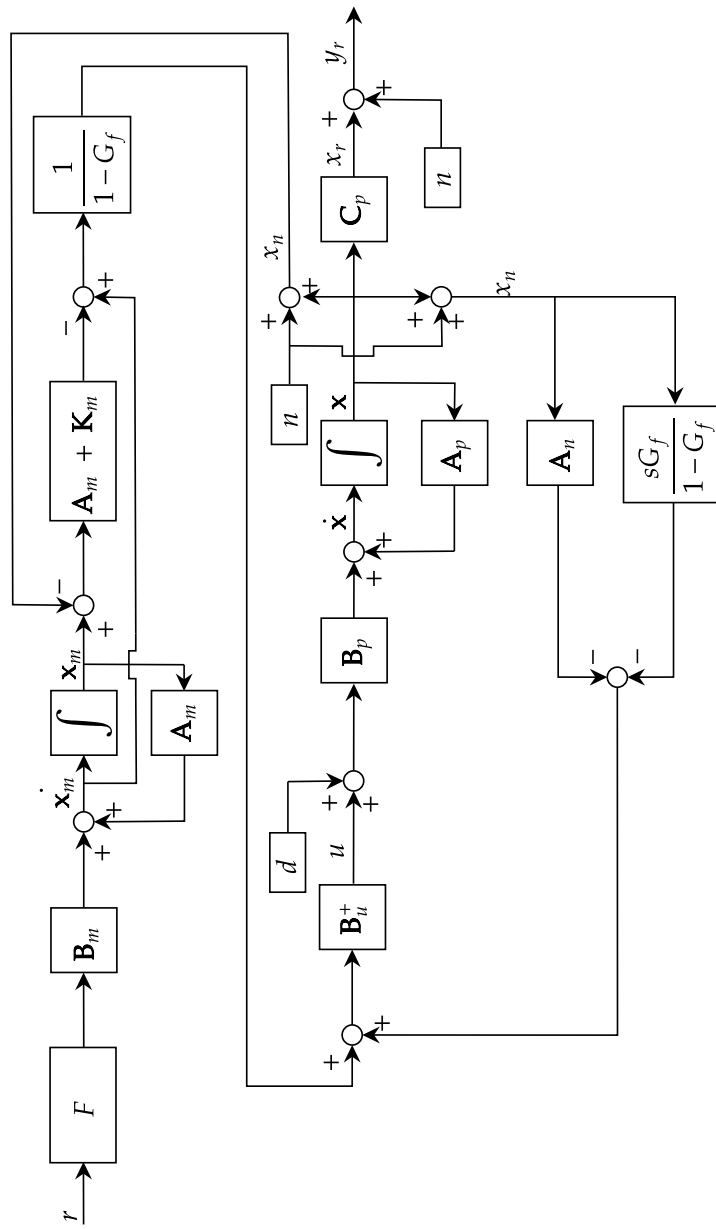 r
F
B_m
+
+
ẋ_m
∫
A_m
x_m
+
−
A_m + K_m
−
+
1
1 − G_f
+
+
B_u^+
u
d
+
+
B_p
+
+
ẋ
∫
x
A_p
n
+
+
x_n
+
+
x_n
C_p
x_r
+
+
n
y_r
A_n
sG_f
1 − G_f
−
−